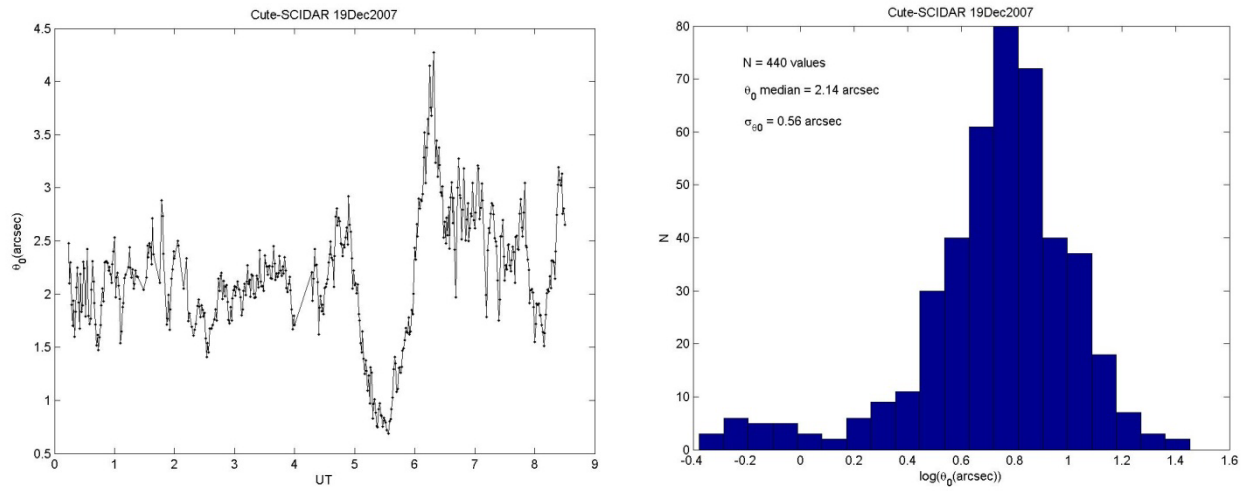 Cute-SCIDAR 19Dec2007
4.5
4
3.5
3
2.5
2
1.5
1
0.5
θ0(arcsec)
0 1 2 3 4 5 6 7 8 9
UT
Cute-SCIDAR 19Dec2007
N = 440 values
θ0 median = 2.14 arcsec
σθ0 = 0.56 arcsec
80
70
60
50
40
30
20
10
0
N
-0.4 -0.2 0 0.2 0.4 0.6 0.8 1 1.2 1.4 1.6
log(θ0(arcsec))